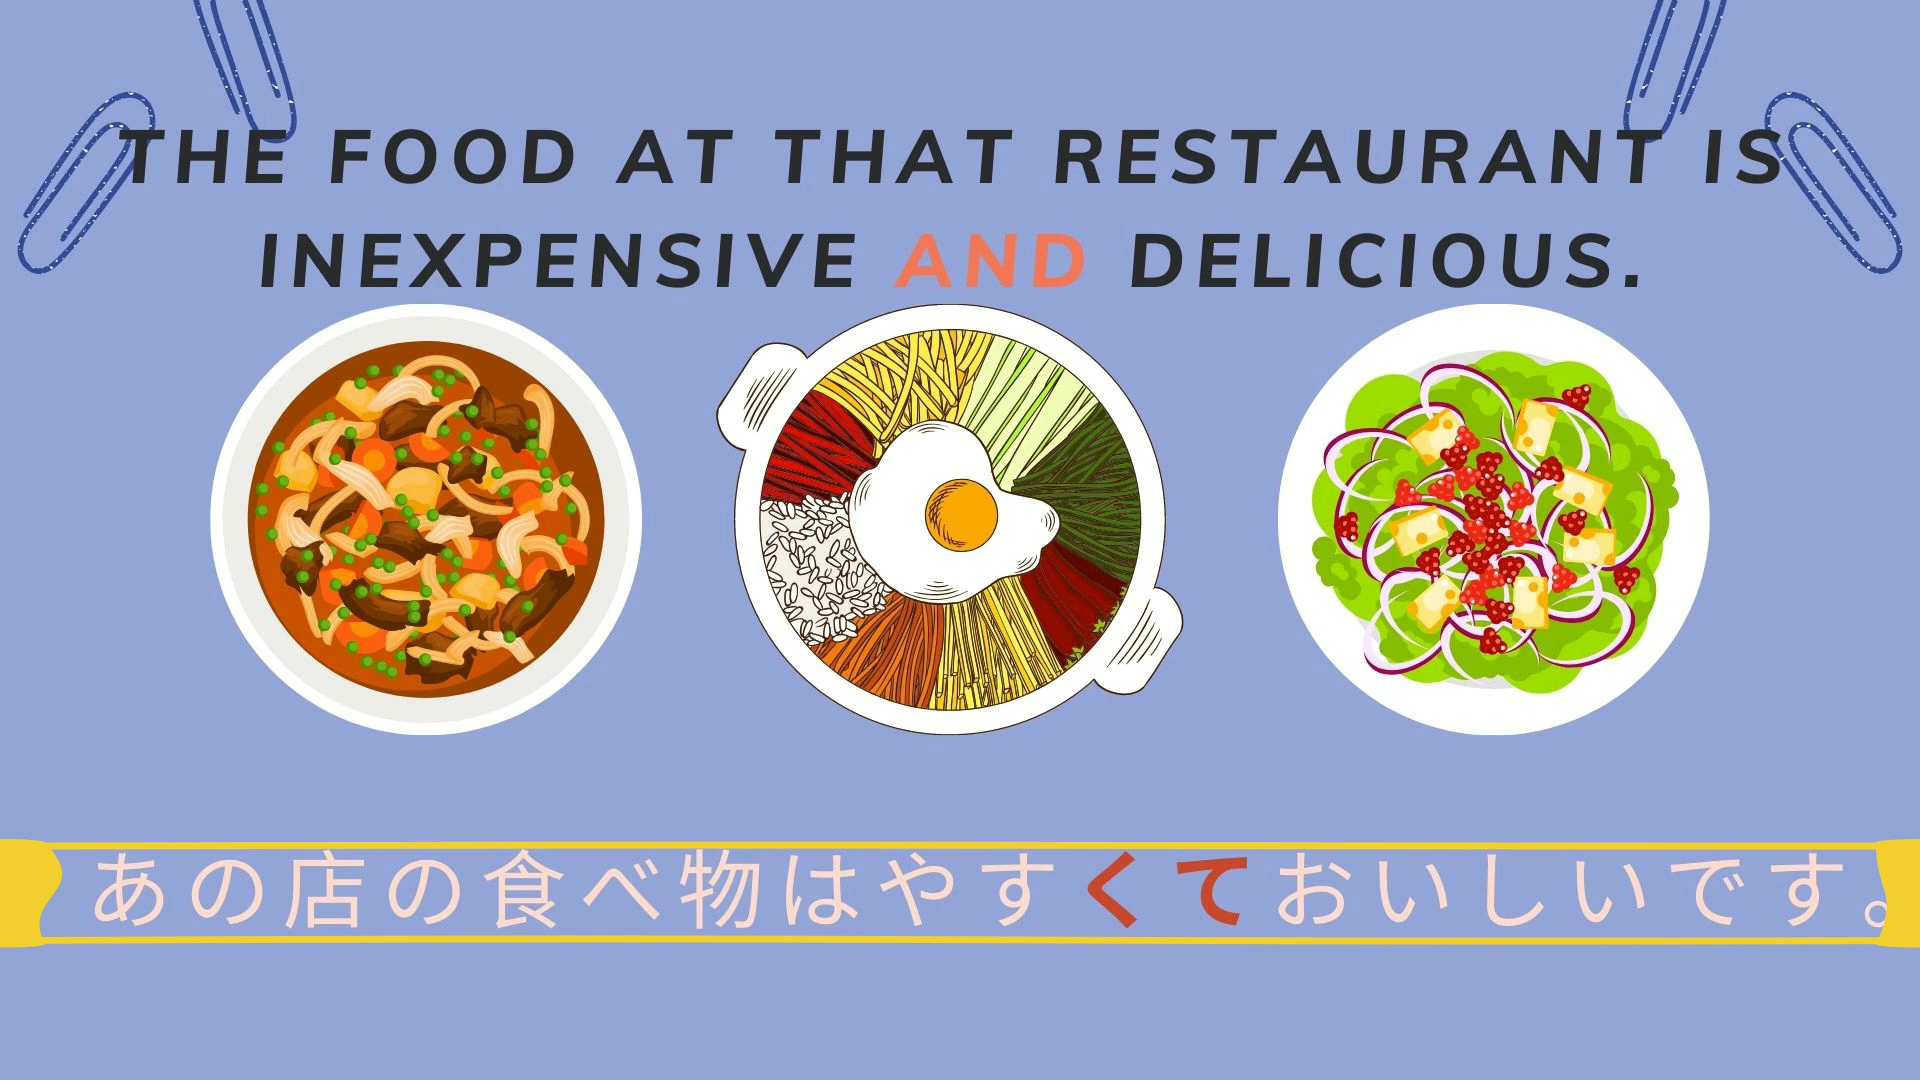 THE FOOD AT THAT RESTAURANT IS
INEXPENSIVE AND DELICIOUS.
あの店の食べ物はやすくておいしいです。